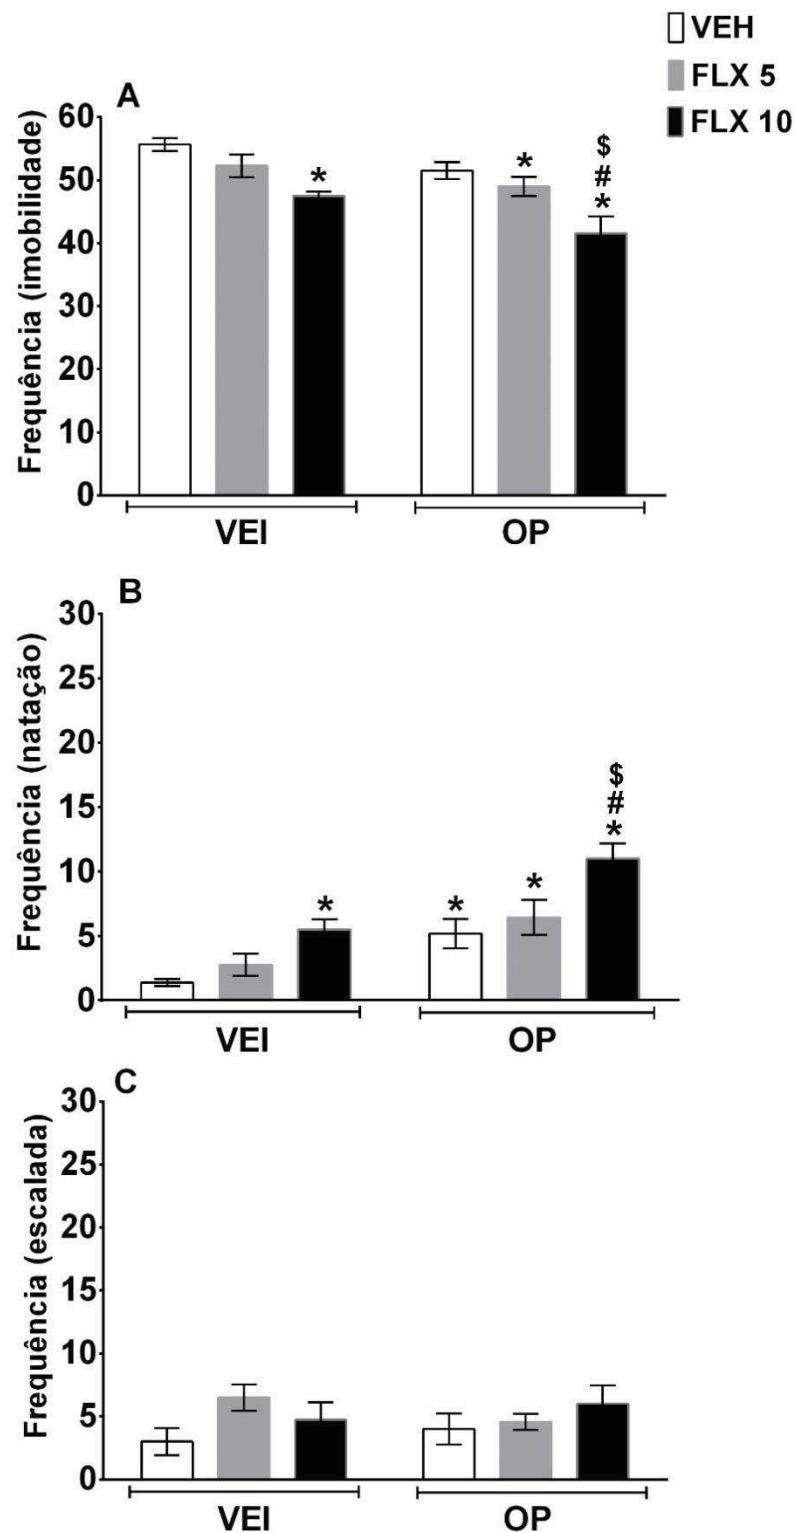 VEH
FLX 5
FLX 10
A
Frequência (imobilidade)
60
50
40
30
20
10
0
*
*
$
#
*
VEI
OP
B
Frequência (natação)
30
25
20
15
10
5
0
*
*
*
$
#
*
VEI
OP
C
Frequência (escalada)
30
25
20
15
10
5
0
VEI
OP